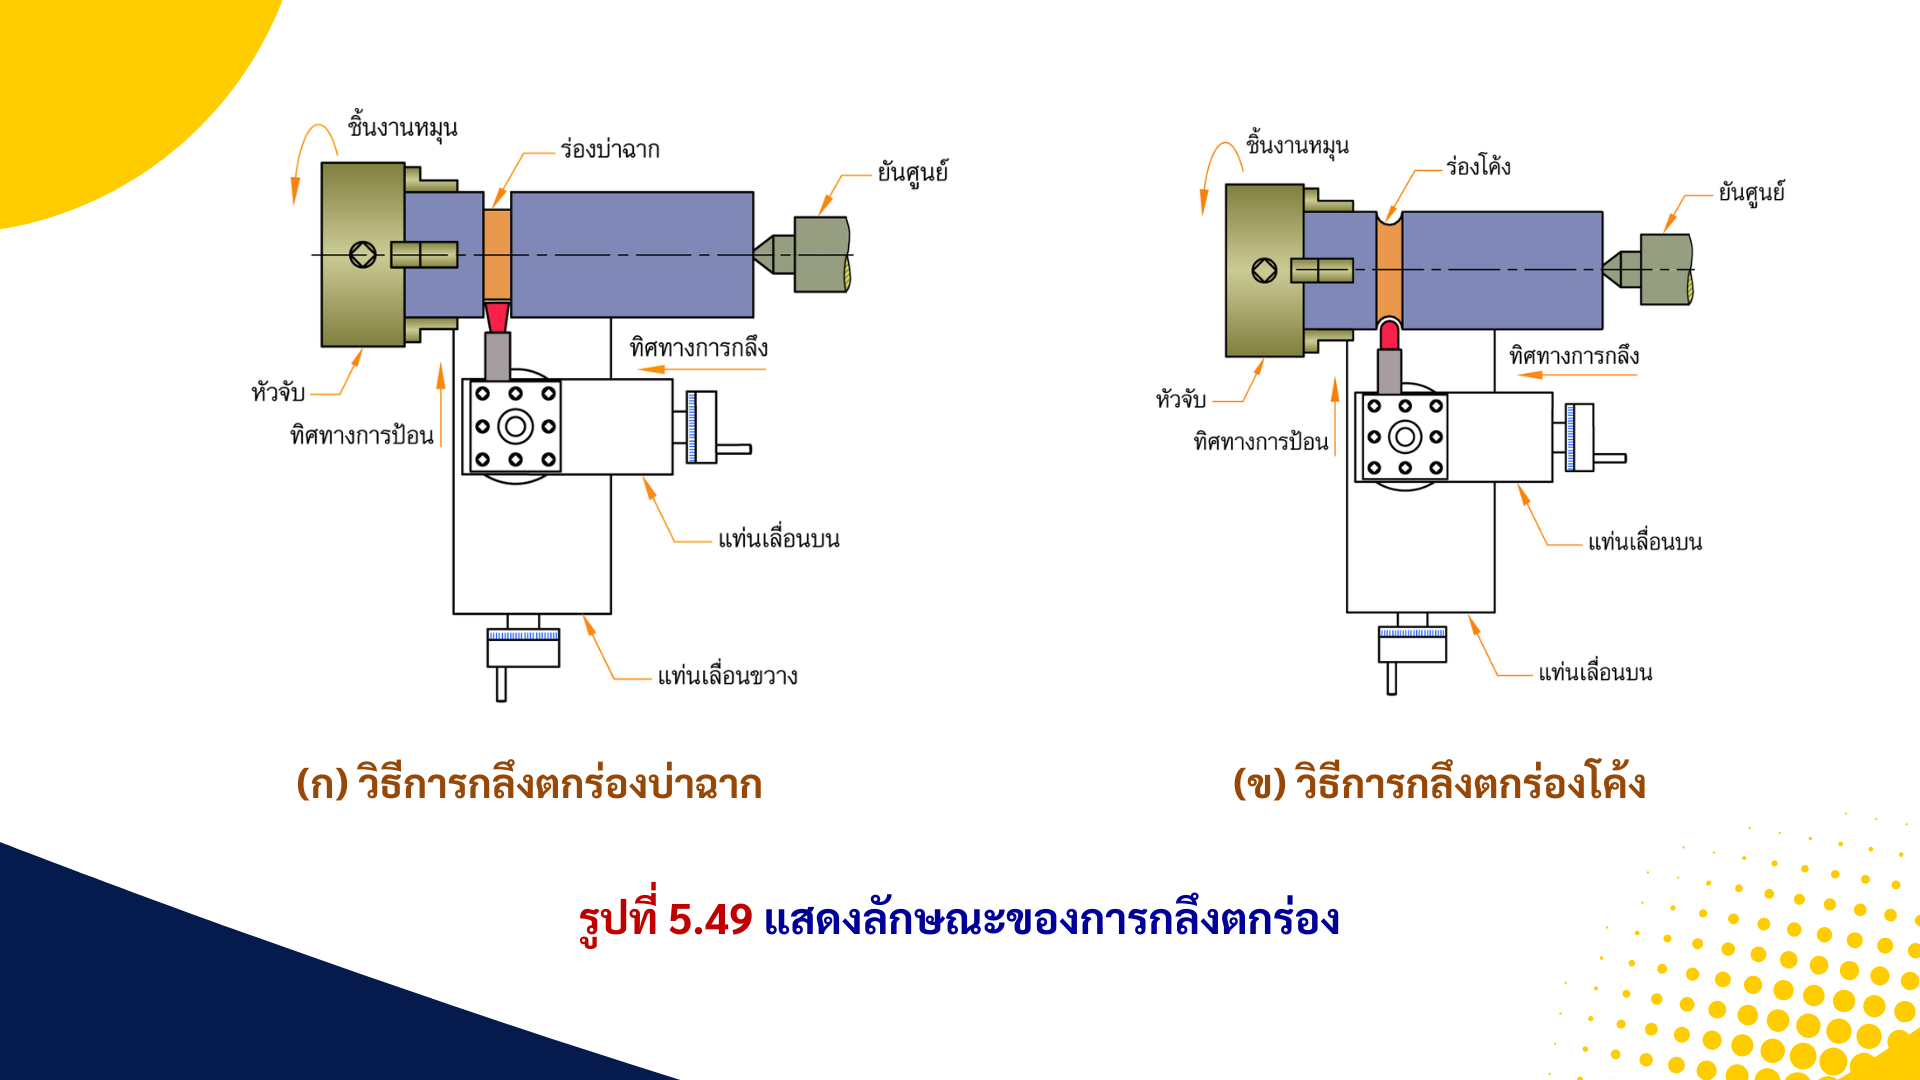 ชิ้นงานหมุน
ร่องบ่าฉาก
ยันศูนย์
ทิศทางการกลึง
หัวจับ
ทิศทางการป้อน
แท่นเลื่อนบน
แท่นเลื่อนขวาง
(ก) วิธีการกลึงตกร่องบ่าฉาก
ชิ้นงานหมุน
ร่องโค้ง
ยันศูนย์
ทิศทางการกลึง
หัวจับ
ทิศทางการป้อน
แท่นเลื่อนบน
แท่นเลื่อนบน
(ข) วิธีการกลึงตกร่องโค้ง
รูปที่ 5.49 แสดงลักษณะของการกลึงตกร่อง